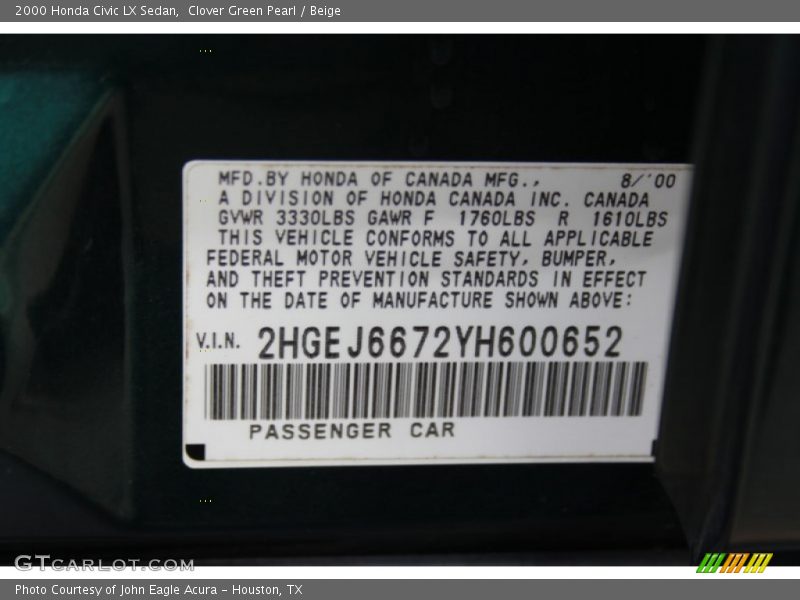 2000 Honda Civic LX Sedan,  Clover Green Pearl / Beige
MFD.BY HONDA OF CANADA MFG., 8/'00
A DIVISION OF HONDA CANADA INC. CANADA
GVWR 3330LBS GAWR F 1760LBS R 1610LBS
THIS VEHICLE CONFORMS TO ALL APPLICABLE
FEDERAL MOTOR VEHICLE SAFETY, BUMPER,
AND THEFT PREVENTION STANDARDS IN EFFECT
ON THE DATE OF MANUFACTURE SHOWN ABOVE:
V.I.N. 2HGEJ6672YH600652
PASSENGER CAR
GTCARLOT.COM
Photo Courtesy of John Eagle Acura - Houston, TX